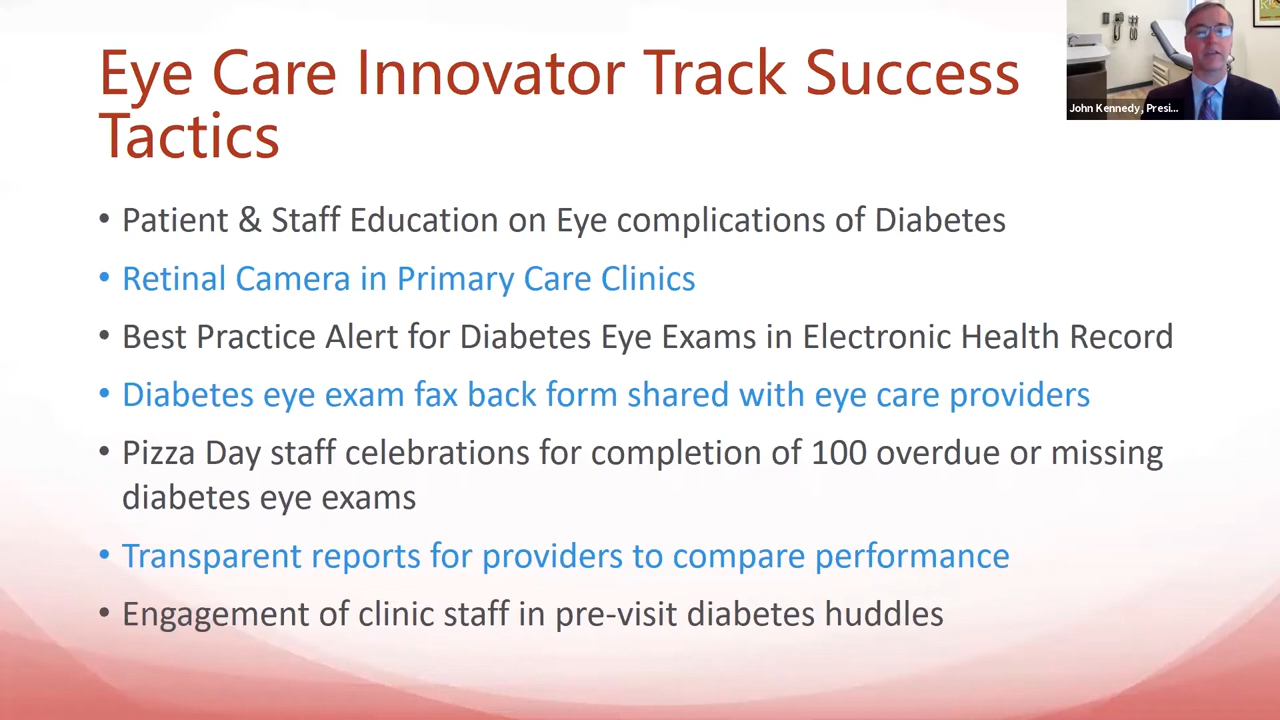 Eye Care Innovator Track Success
Tactics
John Kennedy, Presi...
• Patient & Staff Education on Eye complications of Diabetes
• Retinal Camera in Primary Care Clinics
• Best Practice Alert for Diabetes Eye Exams in Electronic Health Record
• Diabetes eye exam fax back form shared with eye care providers
• Pizza Day staff celebrations for completion of 100 overdue or missing
diabetes eye exams
• Transparent reports for providers to compare performance
• Engagement of clinic staff in pre-visit diabetes huddles